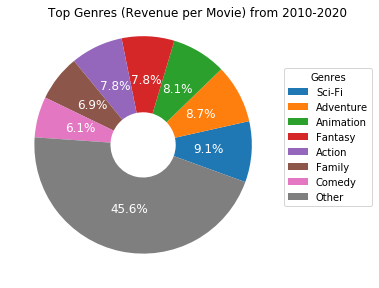 Top Genres (Revenue per Movie) from 2010-2020
7.8%
7.8%
8.1%
6.9%
8.7%
6.1%
9.1%
45.6%
Genres
Sci-Fi
Adventure
Animation
Fantasy
Action
Family
Comedy
Other